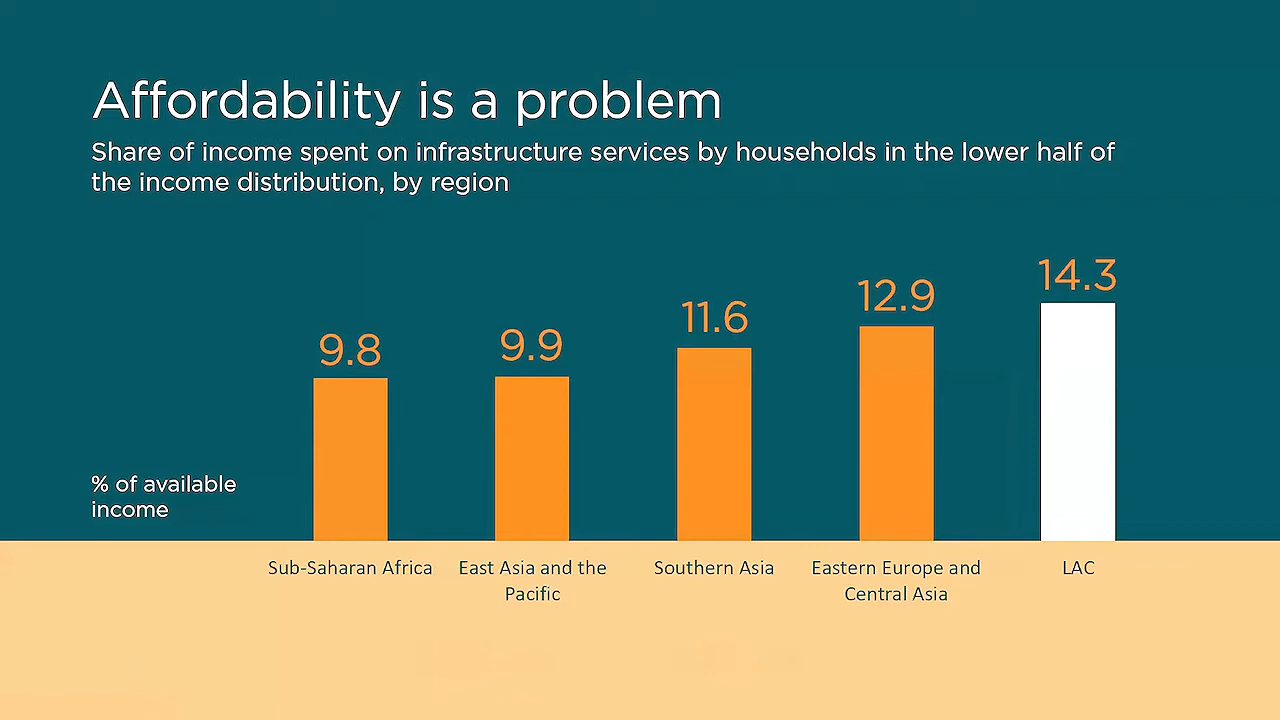 Affordability is a problem
Share of income spent on infrastructure services by households in the lower half of
the income distribution, by region
9.8
9.9
11.6
12.9
14.3
% of available
income
Sub-Saharan Africa
East Asia and the
Pacific
Southern Asia
Eastern Europe and
Central Asia
LAC